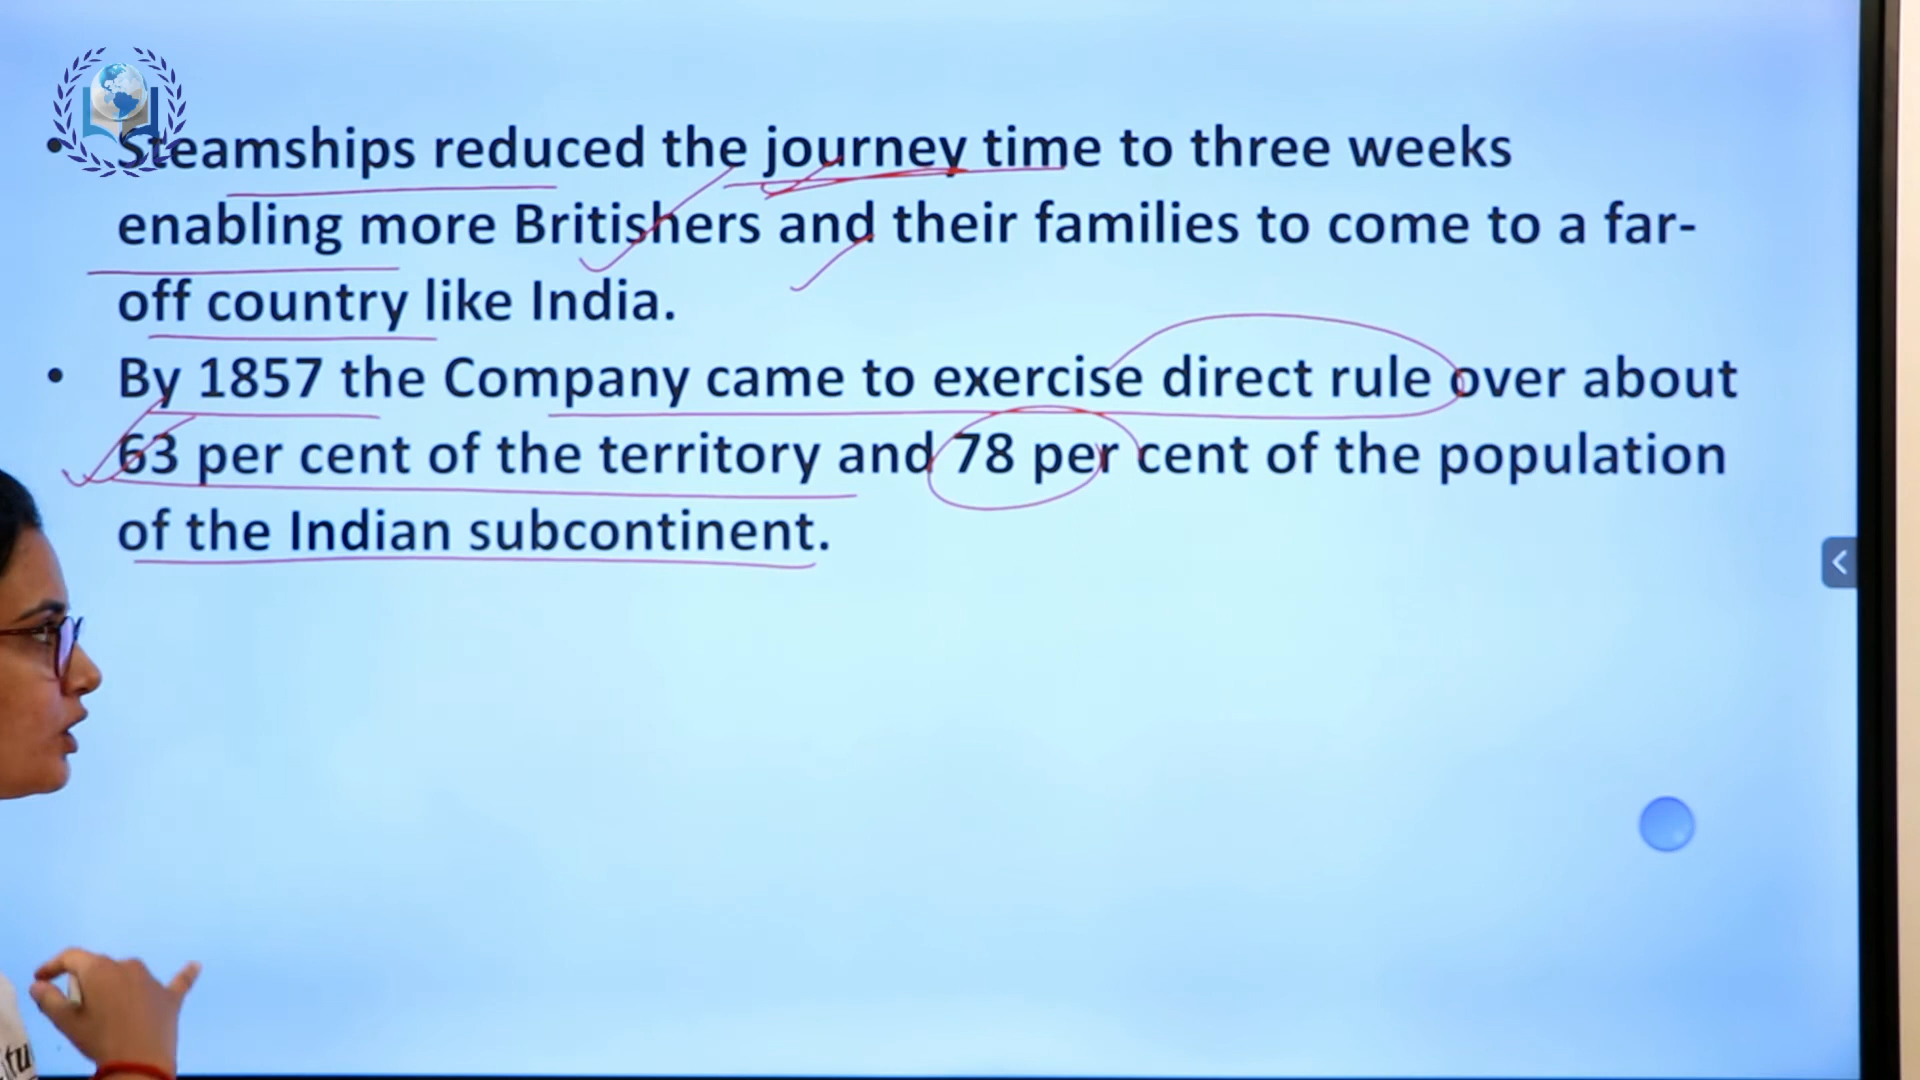 • Steamships reduced the journey time to three weeks
enabling more Britishers and their families to come to a far-
off country like India.
• By 1857 the Company came to exercise direct rule over about
63 per cent of the territory and 78 per cent of the population
of the Indian subcontinent.